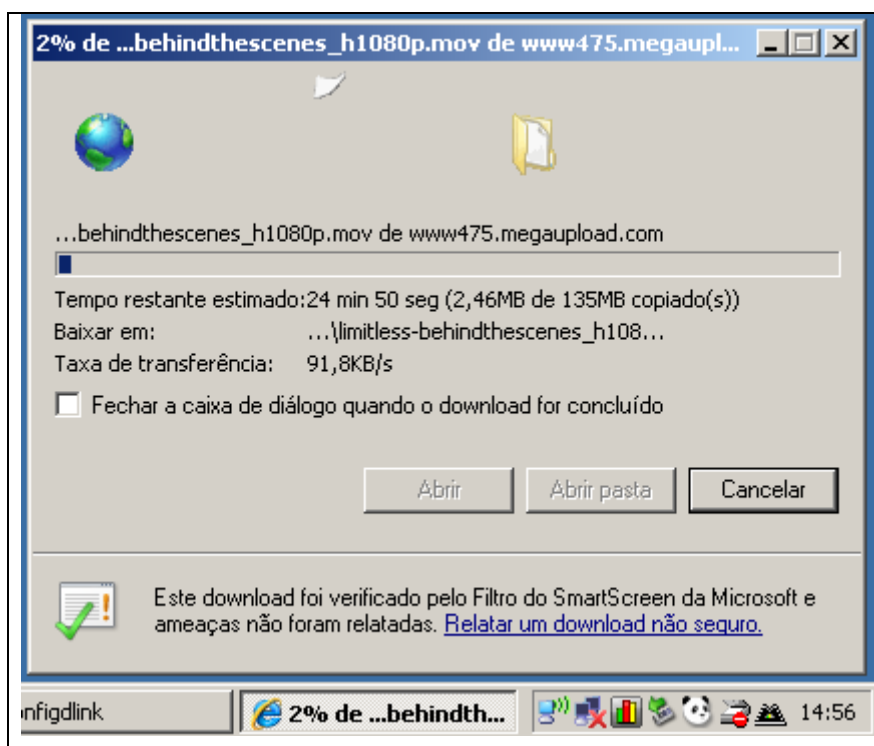 2% de ...behindthescenes_h1080p.mov de www475.megaupl...
...behindthescenes_h1080p.mov de www475.megaupload.com
Tempo restante estimado:24 min 50 seg (2,46MB de 135MB copiado(s))
Baixar em: ...\limitless-behindthescenes_h108...
Taxa de transferência: 91,8KB/s
Fechar a caixa de diálogo quando o download for concluído
Abrir Abrir pasta Cancelar
Este download foi verificado pelo Filtro do SmartScreen da Microsoft e
ameaças não foram relatadas. Relatar um download não seguro.
nfigdlink 2% de ...behindth... 14:56